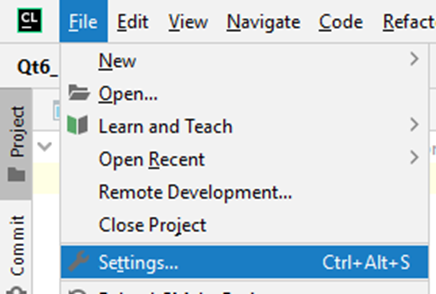 CL File Edit View Navigate Code Refact
Qt6_
New
Open...
Learn and Teach
Open Recent
Remote Development...
Close Project
Settings... Ctrl+Alt+S
Project
Commit